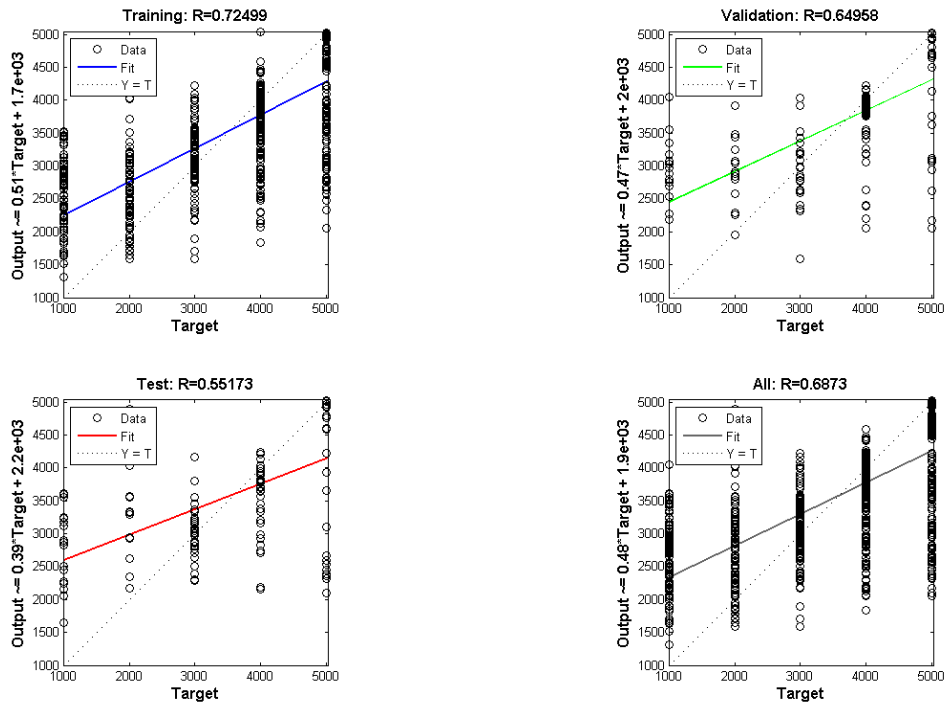 Training: R=0.72499
Output ~= 0.51*Target + 1.7e+03
5000
4500
4000
3500
3000
2500
2000
1500
1000
Data
Fit
Y = T
1000 2000 3000 4000 5000
Target
Validation: R=0.64958
Output ~= 0.47*Target + 2e+03
5000
4500
4000
3500
3000
2500
2000
1500
1000
Data
Fit
Y = T
1000 2000 3000 4000 5000
Target
Test: R=0.55173
Output ~= 0.39*Target + 2.2e+03
5000
4500
4000
3500
3000
2500
2000
1500
1000
Data
Fit
Y = T
1000 2000 3000 4000 5000
Target
All: R=0.6873
Output ~= 0.48*Target + 1.9e+03
5000
4500
4000
3500
3000
2500
2000
1500
1000
Data
Fit
Y = T
1000 2000 3000 4000 5000
Target